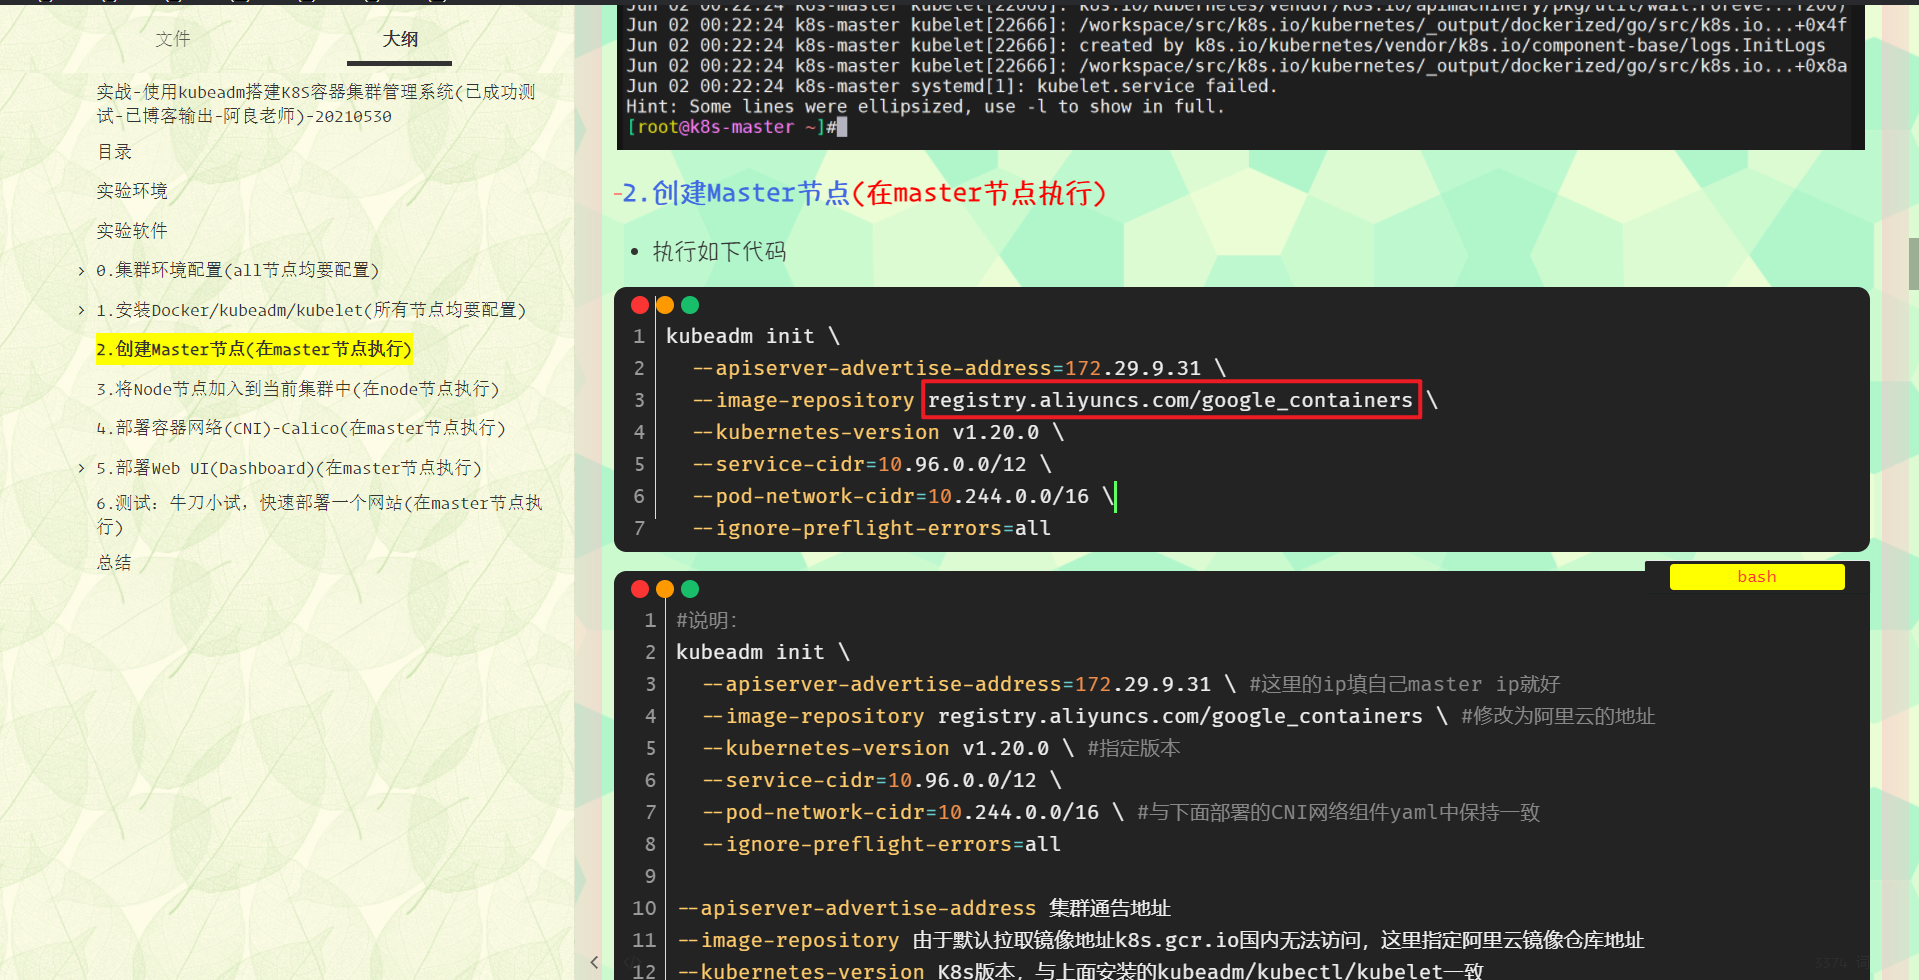 文件
大纲
实战-使用kubeadm搭建K8S容器集群管理系统(已成功测
试-已博客输出-阿良老师)-20210530
目录
实验环境
实验软件
0.集群环境配置(all节点均要配置)
1.安装Docker/kubeadm/kubelet(所有节点均要配置)
2.创建Master节点(在master节点执行)
3.将Node节点加入到当前集群中(在node节点执行)
4.部署容器网络(CNI)-Calico(在master节点执行)
5.部署Web UI(Dashboard)(在master节点执行)
6.测试：牛刀小试，快速部署一个网站(在master节点执
行)
总结
Jun 02 00:22:24 k8s-master kubelet[22666]: k8s.io/kubernetes/vendor/k8s.io/apimachinery/pkg/util/wait.Foreve...+200)
Jun 02 00:22:24 k8s-master kubelet[22666]: /workspace/src/k8s.io/kubernetes/_output/dockerized/go/src/k8s.io...+0x4f
Jun 02 00:22:24 k8s-master kubelet[22666]: created by k8s.io/kubernetes/vendor/k8s.io/component-base/logs.InitLogs
Jun 02 00:22:24 k8s-master kubelet[22666]: /workspace/src/k8s.io/kubernetes/_output/dockerized/go/src/k8s.io...+0x8a
Jun 02 00:22:24 k8s-master systemd[1]: kubelet.service failed.
Hint: Some lines were ellipsized, use -l to show in full.
[root@k8s-master ~]#
-2.创建Master节点(在master节点执行)
• 执行如下代码
1 kubeadm init \
2 --apiserver-advertise-address=172.29.9.31 \
3 --image-repository registry.aliyuncs.com/google_containers \
4 --kubernetes-version v1.20.0 \
5 --service-cidr=10.96.0.0/12 \
6 --pod-network-cidr=10.244.0.0/16 \
7 --ignore-preflight-errors=all
bash
1 #说明：
2 kubeadm init \
3 --apiserver-advertise-address=172.29.9.31 \ #这里的ip填自己master ip就好
4 --image-repository registry.aliyuncs.com/google_containers \ #修改为阿里云的地址
5 --kubernetes-version v1.20.0 \ #指定版本
6 --service-cidr=10.96.0.0/12 \
7 --pod-network-cidr=10.244.0.0/16 \ #与下面部署的CNI网络组件yaml中保持一致
8 --ignore-preflight-errors=all
9
10 --apiserver-advertise-address 集群通告地址
11 --image-repository 由于默认拉取镜像地址k8s.gcr.io国内无法访问，这里指定阿里云镜像仓库地址
12 --kubernetes-version K8s版本，与上面安装的kubeadm/kubectl/kubelet一致